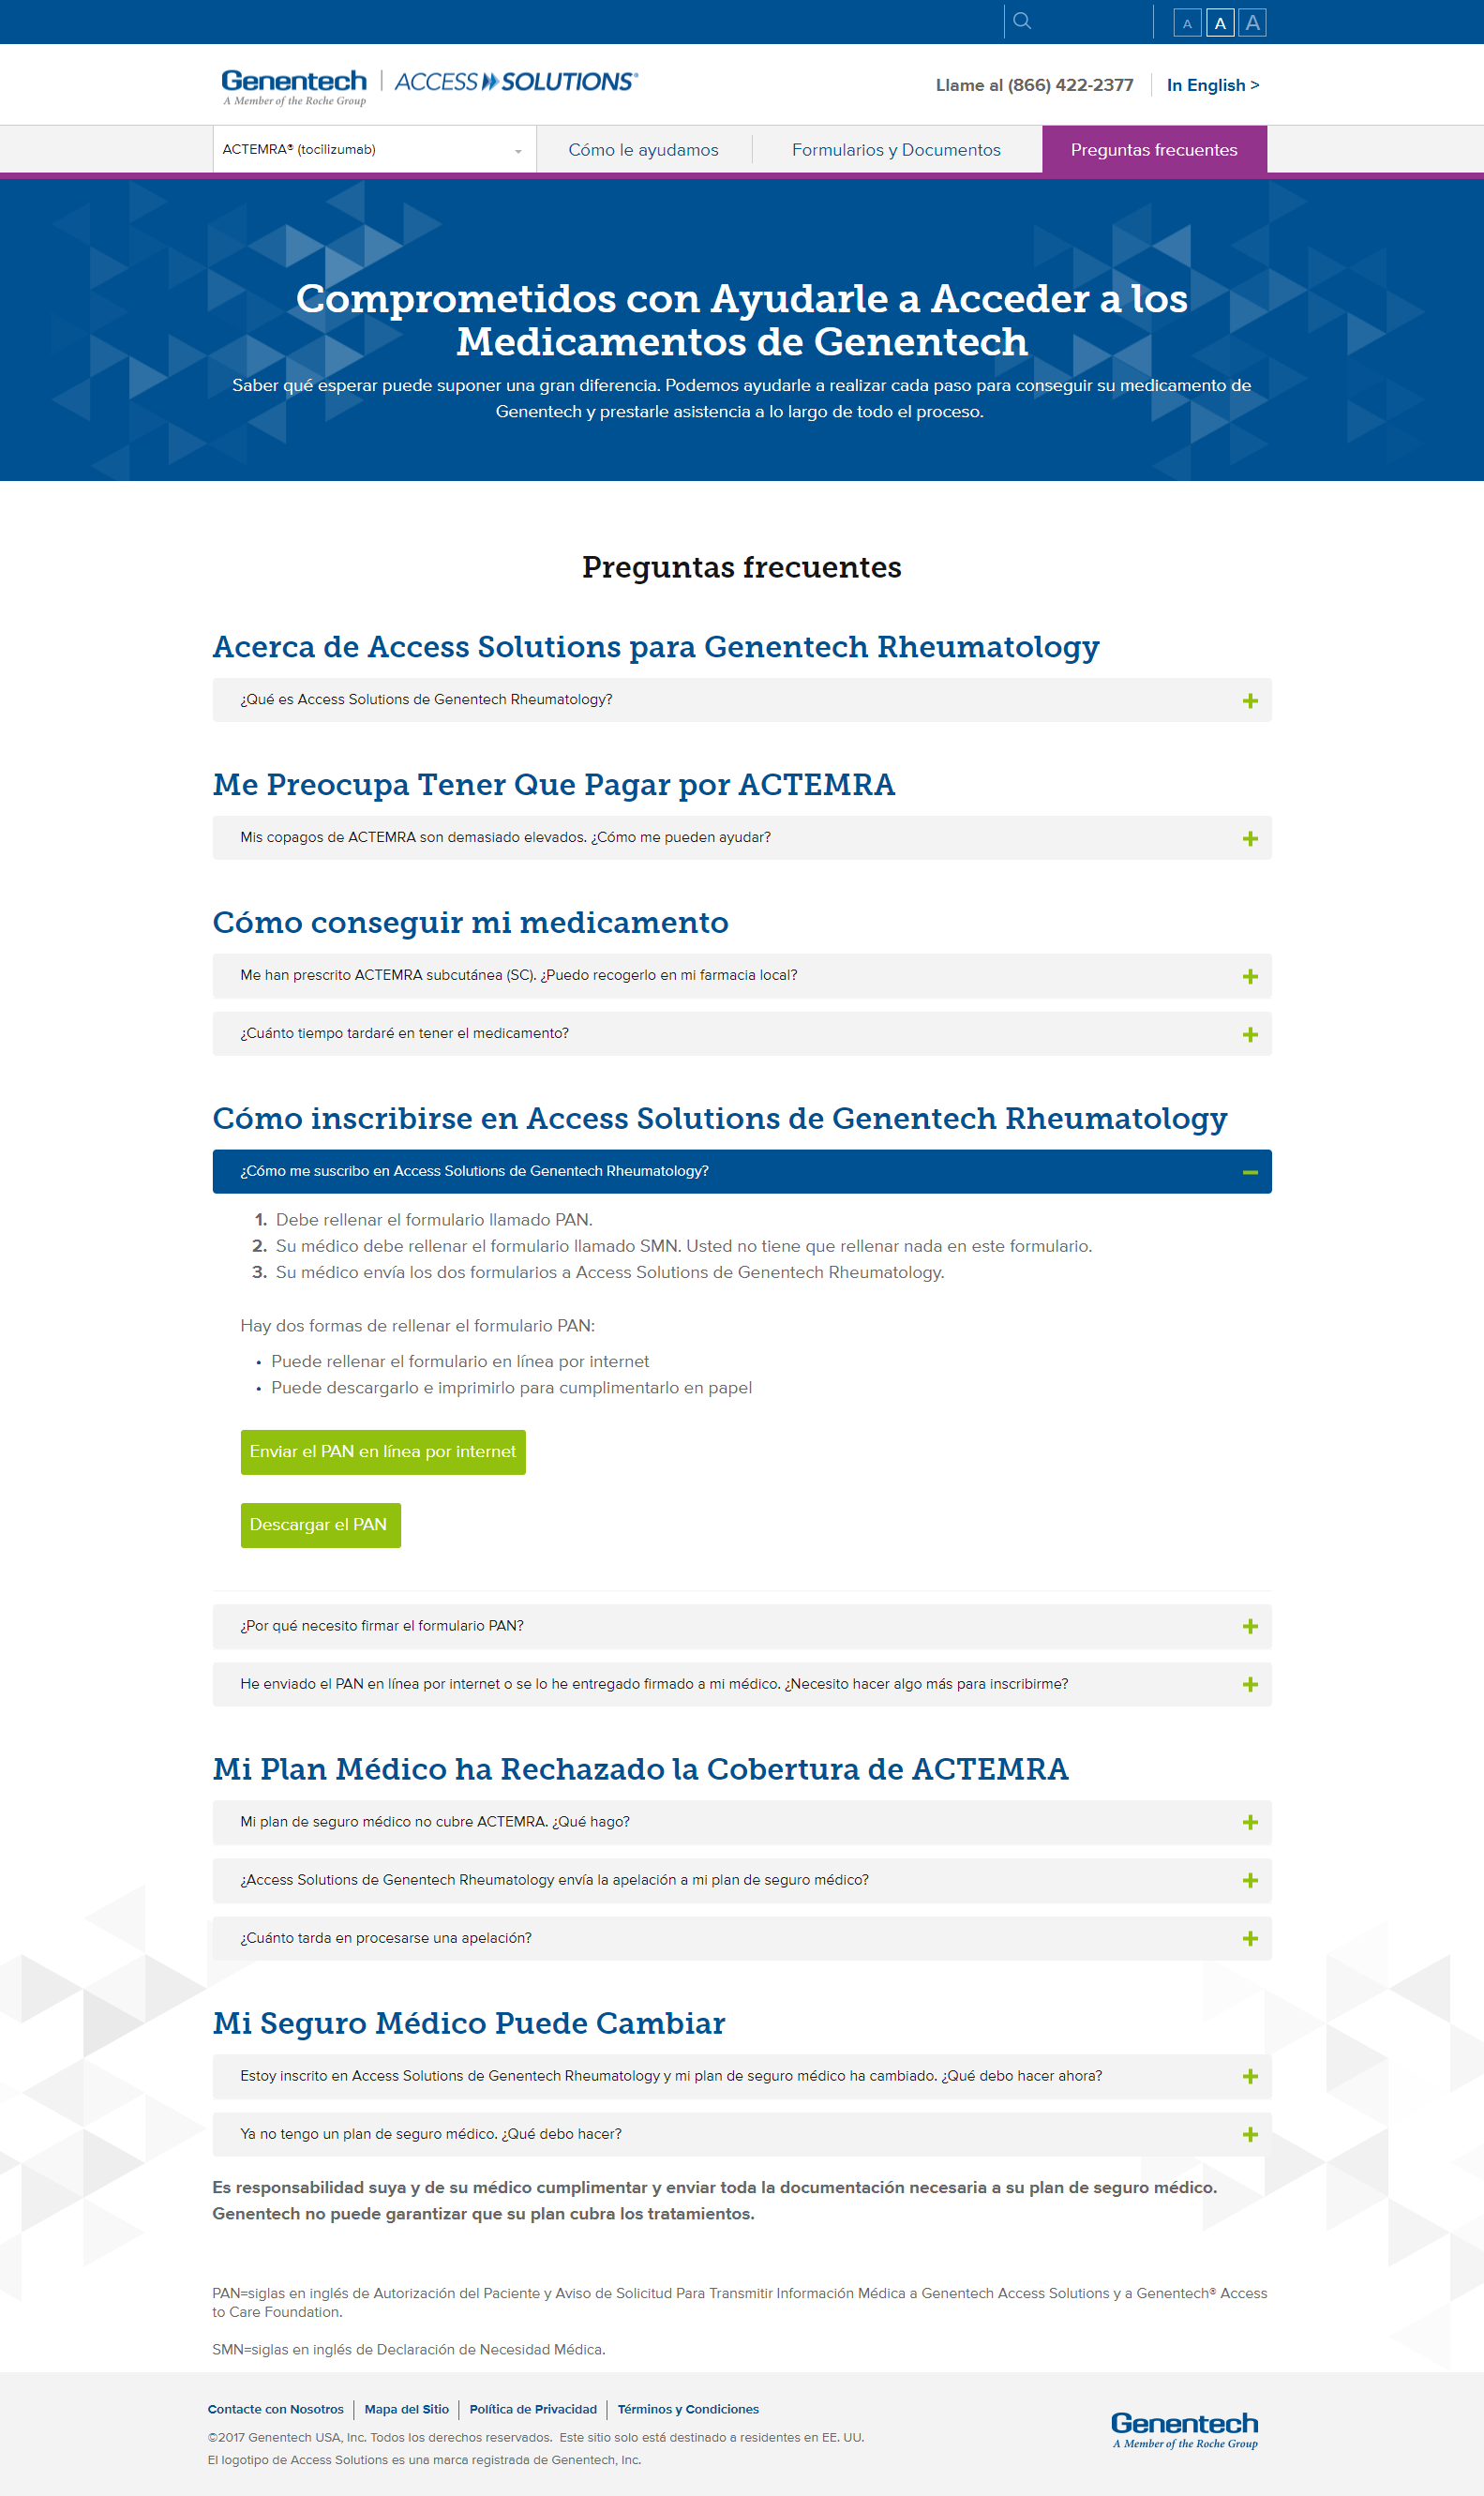 A A A
Genentech | ACCESS SOLUTIONS®
A Member of the Roche Group
Llame al (866) 422-2377
In English >
ACTEMRA® (tocilizumab)
Cómo le ayudamos
Formularios y Documentos
Preguntas frecuentes
Comprometidos con Ayudarle a Acceder a los
Medicamentos de Genentech
Saber qué esperar puede suponer una gran diferencia. Podemos ayudarle a realizar cada paso para conseguir su medicamento de
Genentech y prestarle asistencia a lo largo de todo el proceso.
Preguntas frecuentes
Acerca de Access Solutions para Genentech Rheumatology
¿Qué es Access Solutions de Genentech Rheumatology?
Me Preocupa Tener Que Pagar por ACTEMRA
Mis copagos de ACTEMRA son demasiado elevados. ¿Cómo me pueden ayudar?
Cómo conseguir mi medicamento
Me han prescrito ACTEMRA subcutánea (SC). ¿Puedo recogerlo en mi farmacia local?
¿Cuánto tiempo tardaré en tener el medicamento?
Cómo inscribirse en Access Solutions de Genentech Rheumatology
¿Cómo me suscribo en Access Solutions de Genentech Rheumatology?
1. Debe rellenar el formulario llamado PAN.
2. Su médico debe rellenar el formulario llamado SMN. Usted no tiene que rellenar nada en este formulario.
3. Su médico envía los dos formularios a Access Solutions de Genentech Rheumatology.
Hay dos formas de rellenar el formulario PAN:
• Puede rellenar el formulario en línea por internet
• Puede descargarlo e imprimirlo para cumplimentarlo en papel
Enviar el PAN en línea por internet
Descargar el PAN
¿Por qué necesito firmar el formulario PAN?
He enviado el PAN en línea por internet o se lo he entregado firmado a mi médico. ¿Necesito hacer algo más para inscribirme?
Mi Plan Médico ha Rechazado la Cobertura de ACTEMRA
Mi plan de seguro médico no cubre ACTEMRA. ¿Qué hago?
¿Access Solutions de Genentech Rheumatology envía la apelación a mi plan de seguro médico?
¿Cuánto tarda en procesarse una apelación?
Mi Seguro Médico Puede Cambiar
Estoy inscrito en Access Solutions de Genentech Rheumatology y mi plan de seguro médico ha cambiado. ¿Qué debo hacer ahora?
Ya no tengo un plan de seguro médico. ¿Qué debo hacer?
Es responsabilidad suya y de su médico cumplimentar y enviar toda la documentación necesaria a su plan de seguro médico.
Genentech no puede garantizar que su plan cubra los tratamientos.
PAN=siglas en inglés de Autorización del Paciente y Aviso de Solicitud Para Transmitir Información Médica a Genentech Access Solutions y a Genentech® Access
to Care Foundation.
SMN=siglas en inglés de Declaración de Necesidad Médica.
Contacte con Nosotros | Mapa del Sitio | Política de Privacidad | Términos y Condiciones
©2017 Genentech USA, Inc. Todos los derechos reservados. Este sitio solo está destinado a residentes en EE. UU.
El logotipo de Access Solutions es una marca registrada de Genentech, Inc.
Genentech
A Member of the Roche Group